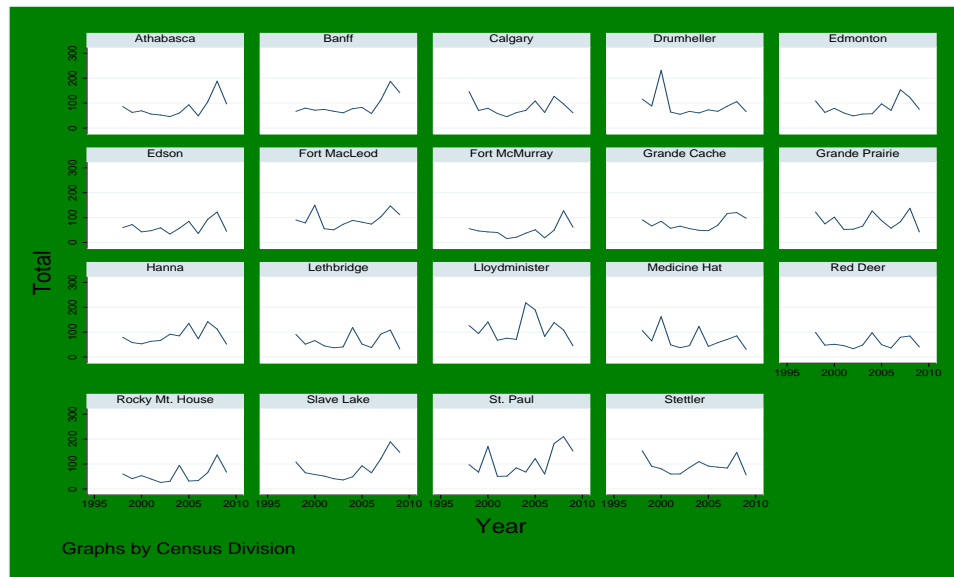 Athabasca Banff Calgary Drumheller Edmonton
300
200
100
0
Edson Fort MacLeod Fort McMurray Grande Cache Grande Prairie
300
200
100
0
Total
Hanna Lethbridge Lloydminister Medicine Hat Red Deer
300
200
100
0
1995 2000 2005 2010
Rocky Mt. House Slave Lake St. Paul Stettler
300
200
100
0
1995 2000 2005 2010 1995 2000 2005 2010 1995 2000 2005 2010 1995 2000 2005 2010
Year
Graphs by Census Division